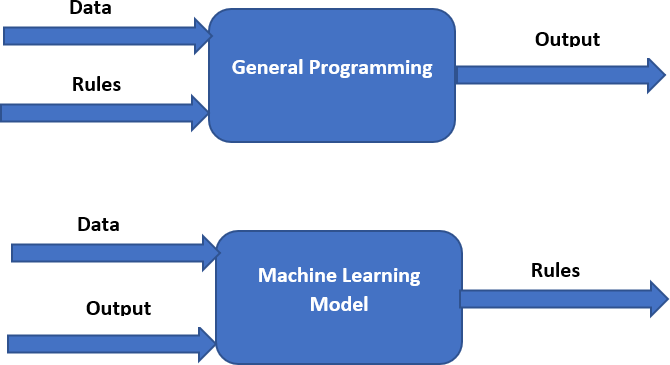 Data
Rules
General Programming
Output
Data
Output
Machine Learning
Model
Rules